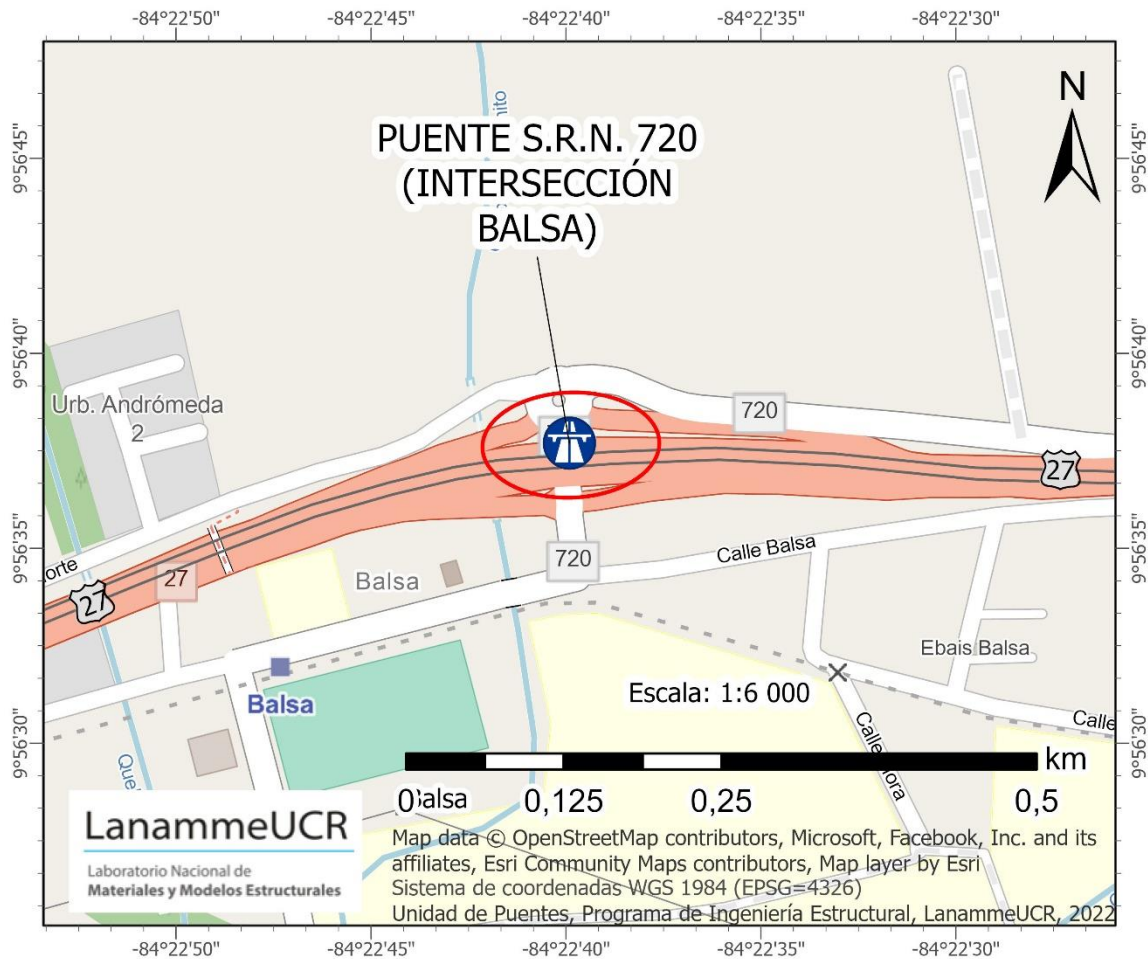 -84°22'50" -84°22'45" -84°22'40" -84°22'35" -84°22'30"
9°56'45"
9°56'40"
9°56'35"
9°56'30"
9°56'45"
9°56'40"
9°56'35"
9°56'30"
N
PUENTE S.R.N. 720
(INTERSECCIÓN
BALSA)
Urb. Andrómeda
2
720
27
27
27
720
Calle Balsa
Balsa
Ebais Balsa
Balsa
Escala: 1:6 000
Calle
km
0 0,125 0,25 0,5
Balsa
LanammeUCR
Laboratorio Nacional de
Materiales y Modelos Estructurales
Map data © OpenStreetMap contributors, Microsoft, Facebook, Inc. and its
affiliates, Esri Community Maps contributors, Map layer by Esri
Sistema de coordenadas WGS 1984 (EPSG=4326)
Unidad de Puentes, Programa de Ingeniería Estructural, LanammeUCR, 2022
-84°22'50" -84°22'45" -84°22'40" -84°22'35" -84°22'30"